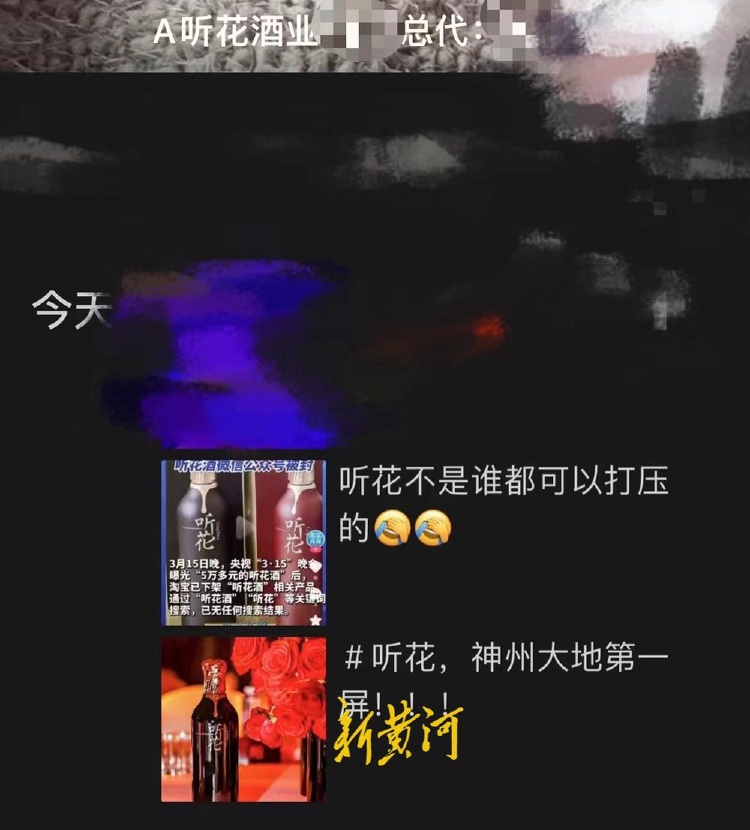 A听花酒业
总代：
今天
听花酒微信公众号被封
听花
听花
3月15日晚，央视“3·15”晚会
曝光“5万多元的听花酒”后，
淘宝已下架“听花酒”相关产品，
通过“听花酒”“听花”等关键词
搜索，已无任何搜索结果。
听花不是谁都可以打压
的🤣🤣
#听花，神州大地第一
屏！！！
听花
新黄河